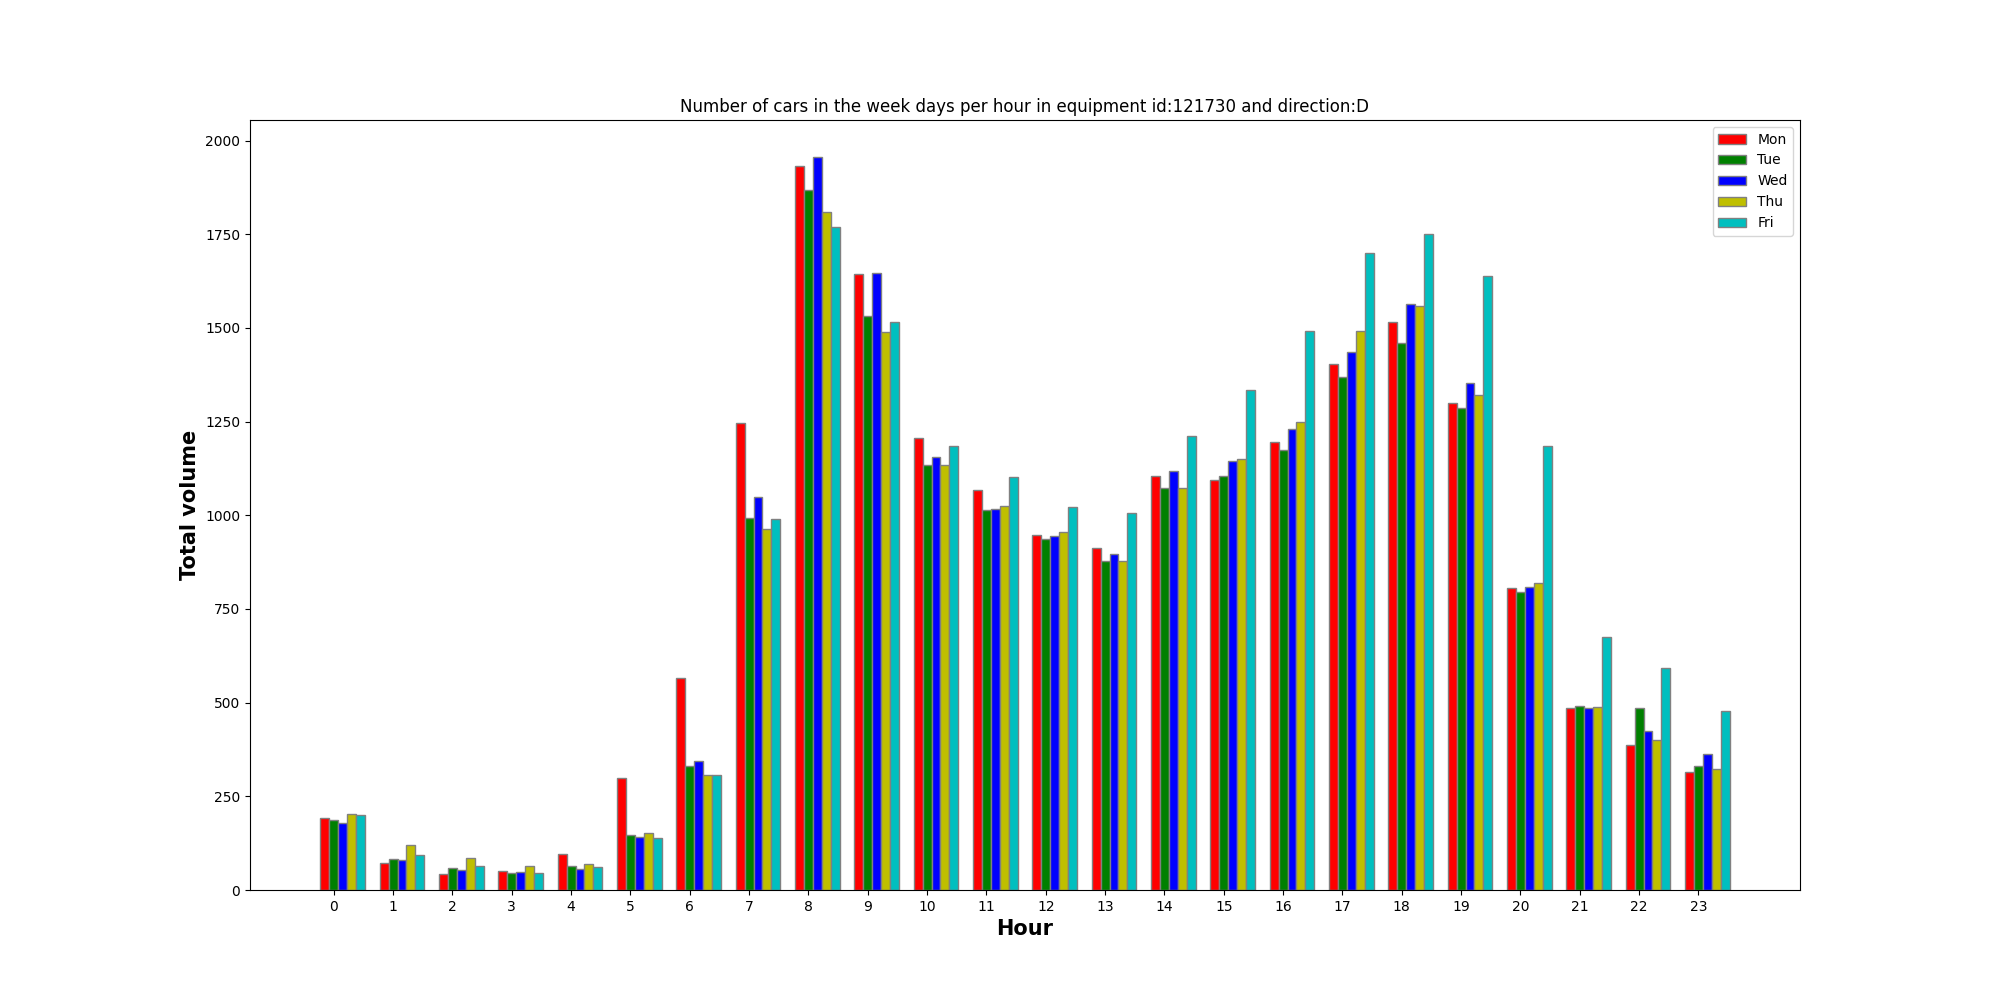 Number of cars in the week days per hour in equipment id:121730 and direction:D
2000
1750
1500
1250
1000
750
500
250
0
Total volume
Mon
Tue
Wed
Thu
Fri
0 1 2 3 4 5 6 7 8 9 10 11 12 13 14 15 16 17 18 19 20 21 22 23
Hour